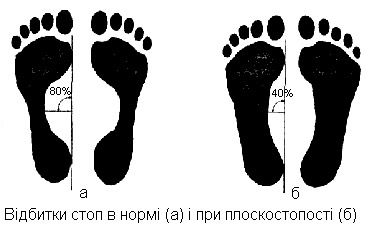 80% 40%
а б
Відбитки стоп в нормі (а) і при плоскостопості (б)